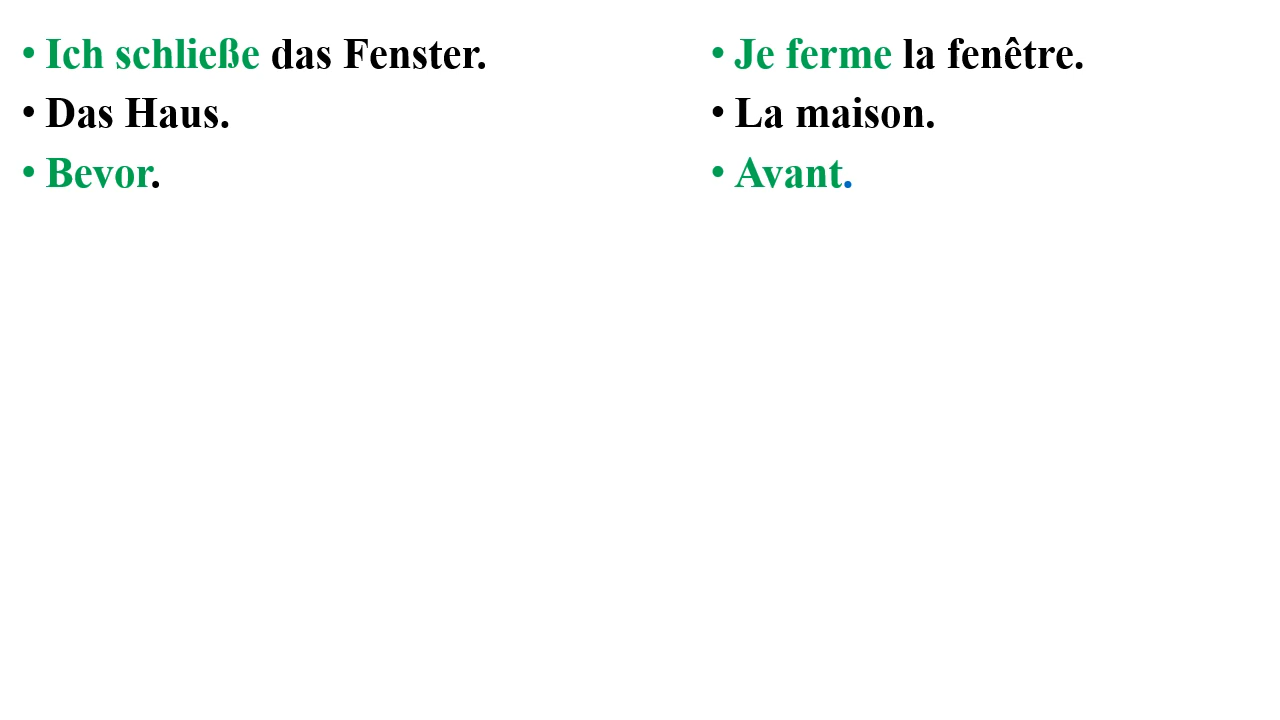 • Ich schließe das Fenster.
• Das Haus.
• Bevor.
• Je ferme la fenêtre.
• La maison.
• Avant.